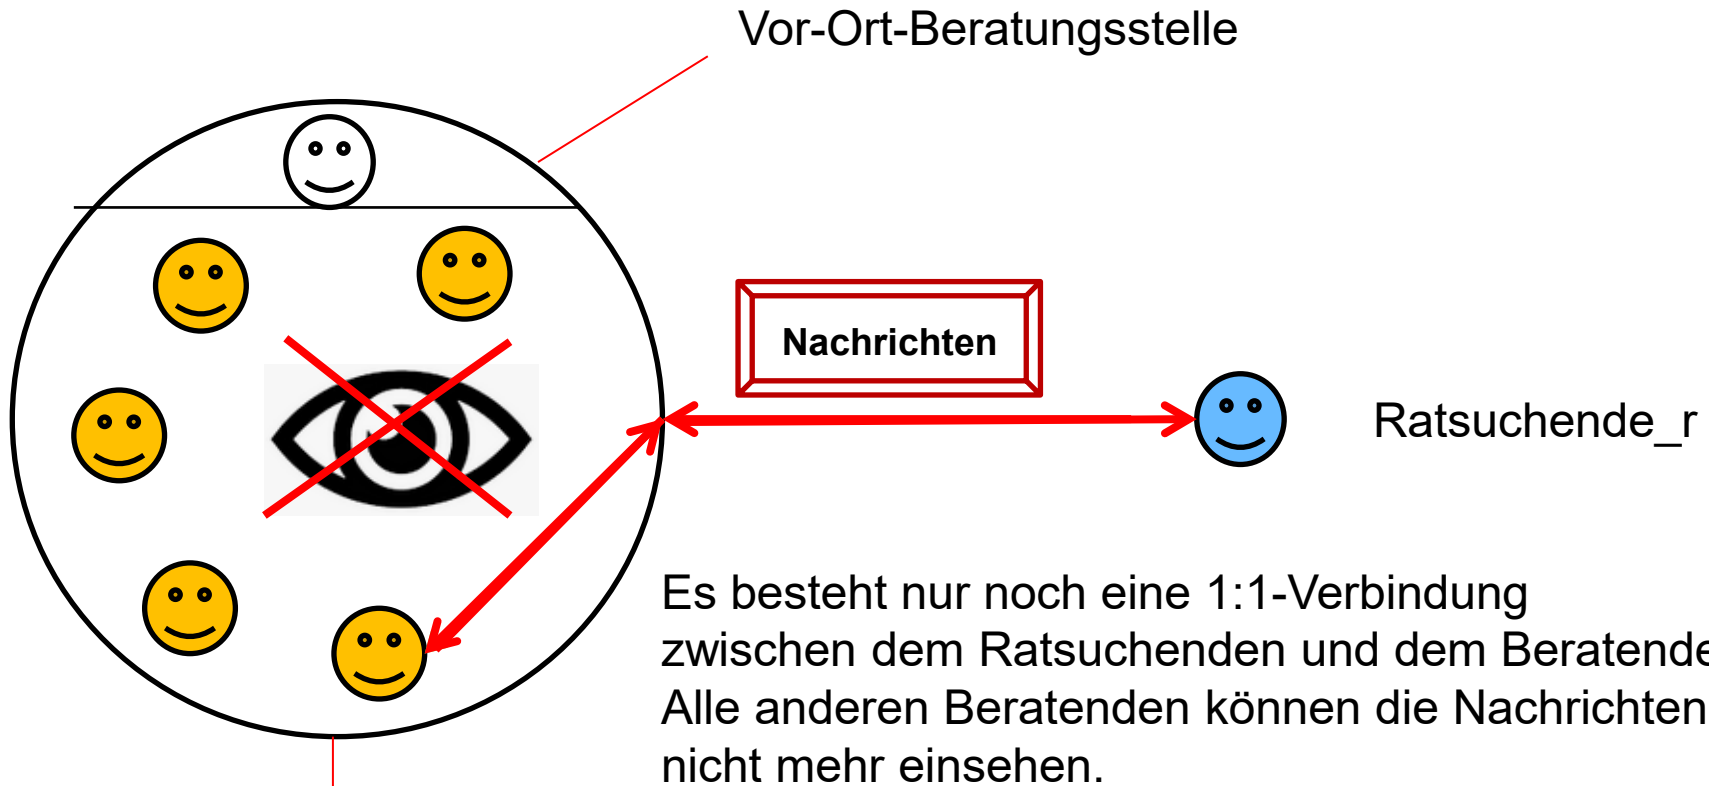 Vor-Ort-Beratungsstelle
Nachrichten
Ratsuchende_r
Es besteht nur noch eine 1:1-Verbindung
zwischen dem Ratsuchenden und dem Beratende
Alle anderen Beratenden können die Nachrichten
nicht mehr einsehen.